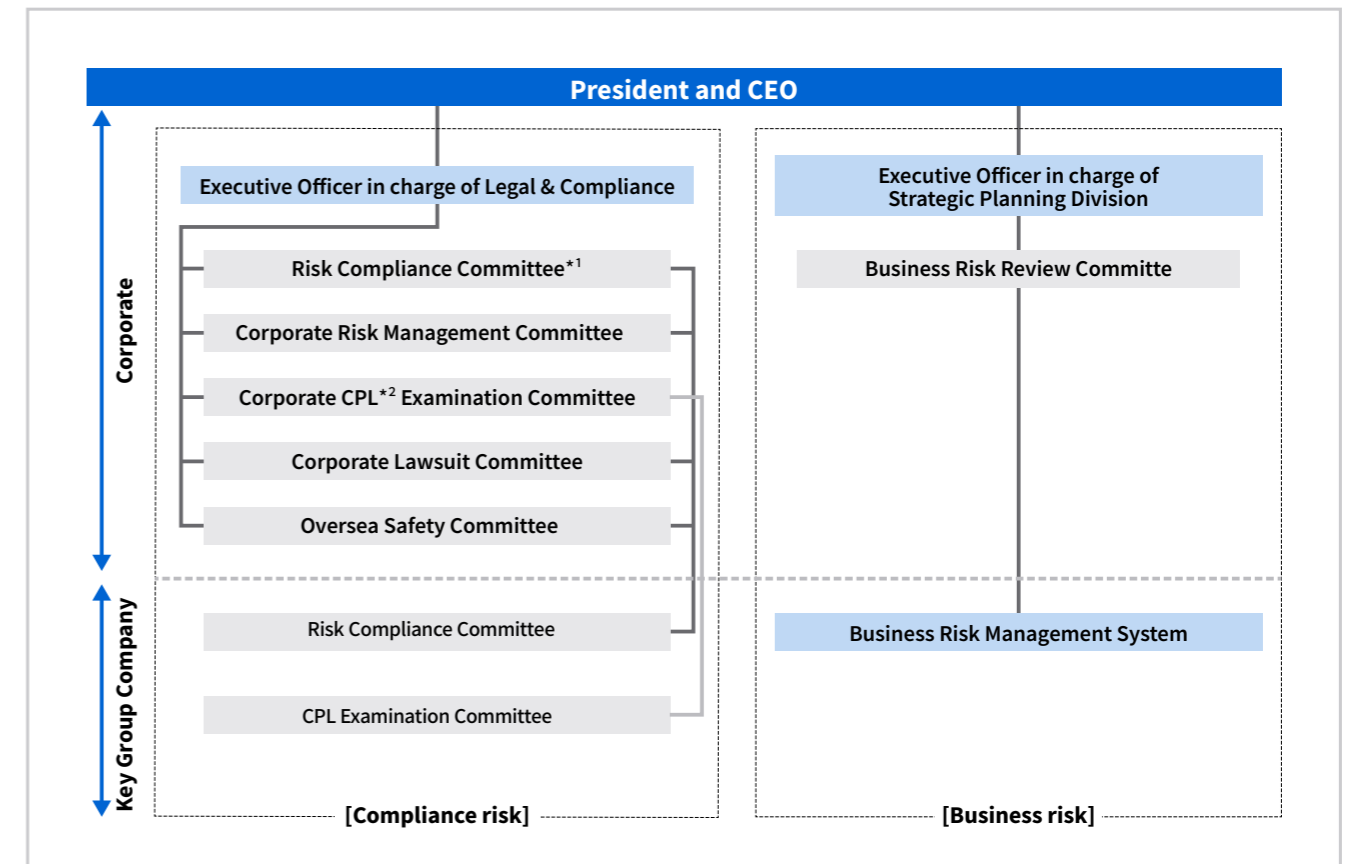 President and CEO
Corporate
Executive Officer in charge of Legal & Compliance
Risk Compliance Committee*1
Corporate Risk Management Committee
Corporate CPL*2 Examination Committee
Corporate Lawsuit Committee
Oversea Safety Committee
Executive Officer in charge of
Strategic Planning Division
Business Risk Review Committe
Key Group Company
Risk Compliance Committee
CPL Examination Committee
Business Risk Management System
[Compliance risk]
[Business risk]